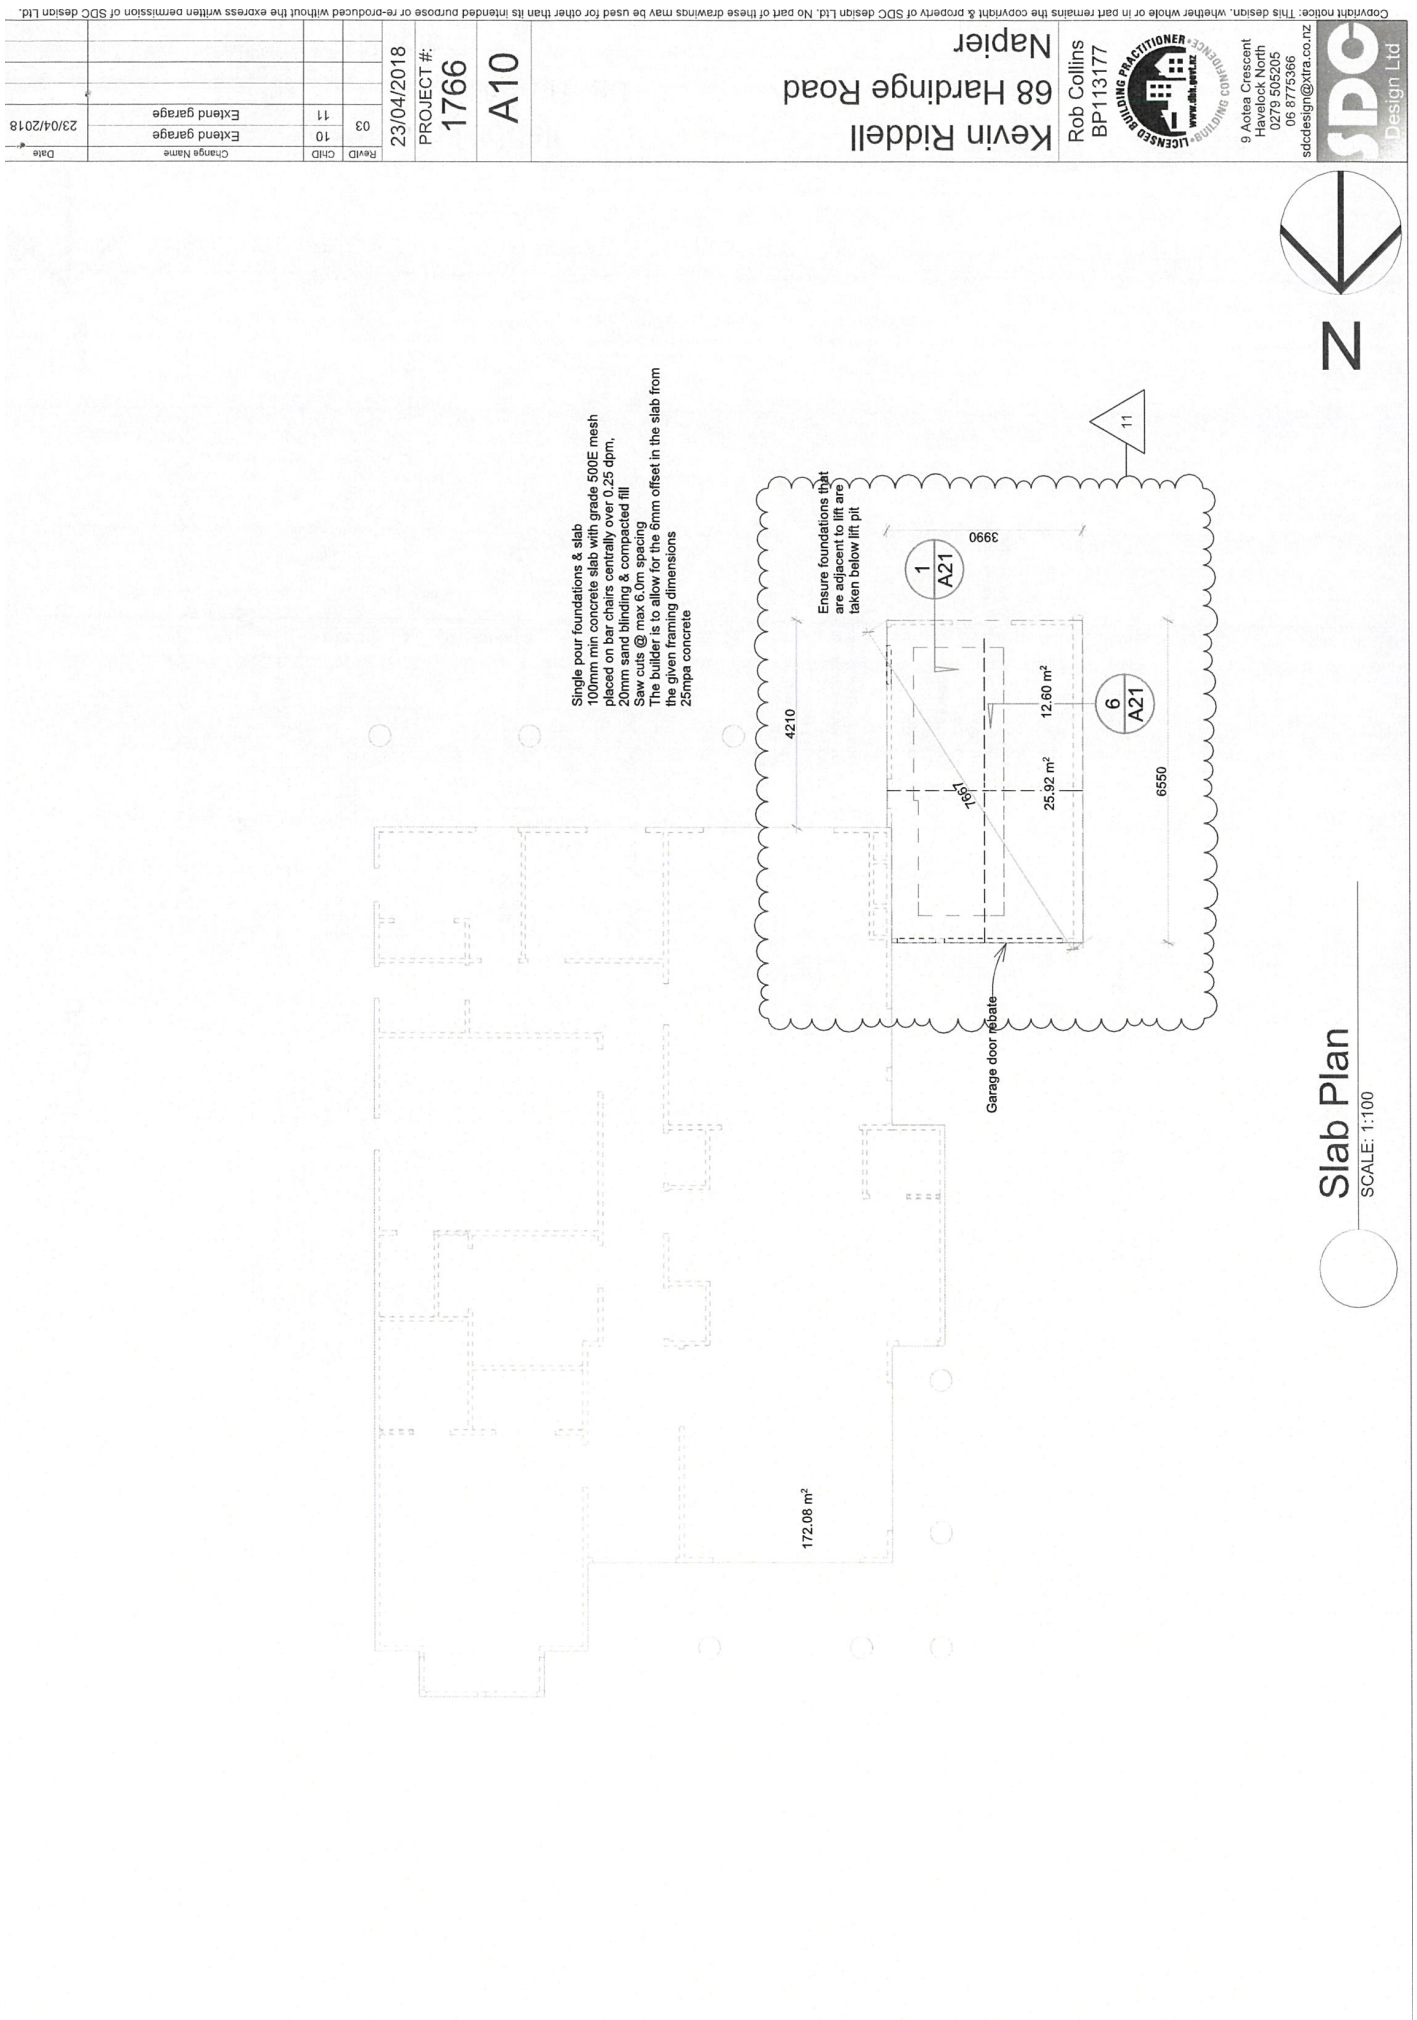 Copyright notice: This design, whether whole or in part remains the copyright & property of SDC design Ltd. No part of these drawings may be used for other than its intended purpose or re-produced without the express written permission of SDC design Ltd.
SDC
Design Ltd
9 Aotea Crescent
Havelock North
0279 505205
06 8775366
sdcdesign@xtra.co.nz
LICENSED BUILDING PRACTITIONER
BUILDING CONFIDENCE
www.dbh.govt.nz
Rob Collins
BP113177
Kevin Riddell
68 Hardinge Road
Napier
A10
PROJECT #:
1766
23/04/2018
RevID ChID Change Name Date
03 10 Extend garage 23/04/2018
11 Extend garage
N
Single pour foundations & slab
100mm min concrete slab with grade 500E mesh
placed on bar chairs centrally over 0.25 dpm,
20mm sand blinding & compacted fill
Saw cuts @ max 6.0m spacing
The builder is to allow for the 6mm offset in the slab from
the given framing dimensions
25mpa concrete
Ensure foundations that
are adjacent to lift are
taken below lift pit
11
3990
1
A21
4210
7667
12.60 m²
25.92 m²
6
A21
6550
Garage door rebate
172.08 m²
Slab Plan
SCALE: 1:100